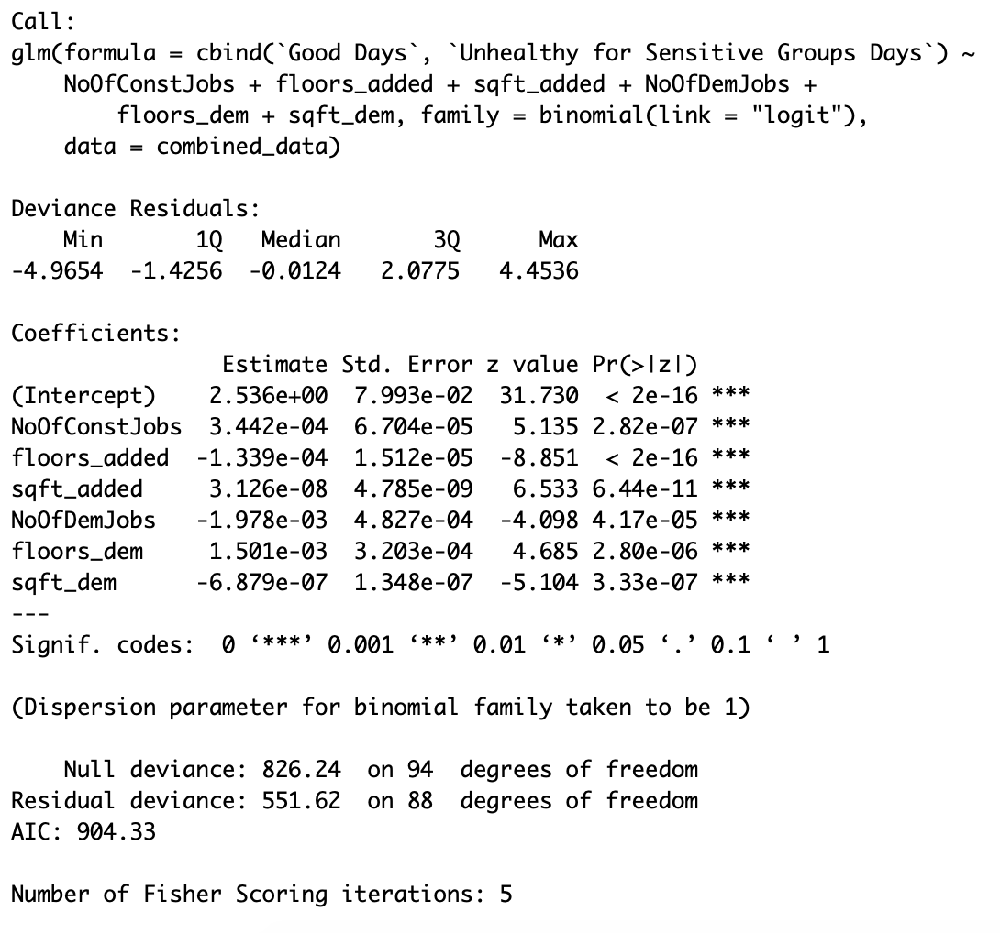 Call:
glm(formula = cbind(`Good Days`, `Unhealthy for Sensitive Groups Days`) ~
    NoOfConstJobs + floors_added + sqft_added + NoOfDemJobs +
        floors_dem + sqft_dem, family = binomial(link = "logit"),
    data = combined_data)

Deviance Residuals:
    Min       1Q   Median       3Q      Max
-4.9654  -1.4256  -0.0124   2.0775   4.4536

Coefficients:
                Estimate Std. Error z value Pr(>|z|)
(Intercept)    2.536e+00  7.993e-02  31.730  < 2e-16 ***
NoOfConstJobs  3.442e-04  6.704e-05   5.135 2.82e-07 ***
floors_added  -1.339e-04  1.512e-05  -8.851  < 2e-16 ***
sqft_added     3.126e-08  4.785e-09   6.533 6.44e-11 ***
NoOfDemJobs   -1.978e-03  4.827e-04  -4.098 4.17e-05 ***
floors_dem     1.501e-03  3.203e-04   4.685 2.80e-06 ***
sqft_dem      -6.879e-07  1.348e-07  -5.104 3.33e-07 ***
---
Signif. codes:  0 ‘***’ 0.001 ‘**’ 0.01 ‘*’ 0.05 ‘.’ 0.1 ‘ ’ 1

(Dispersion parameter for binomial family taken to be 1)

    Null deviance: 826.24  on 94  degrees of freedom
Residual deviance: 551.62  on 88  degrees of freedom
AIC: 904.33

Number of Fisher Scoring iterations: 5